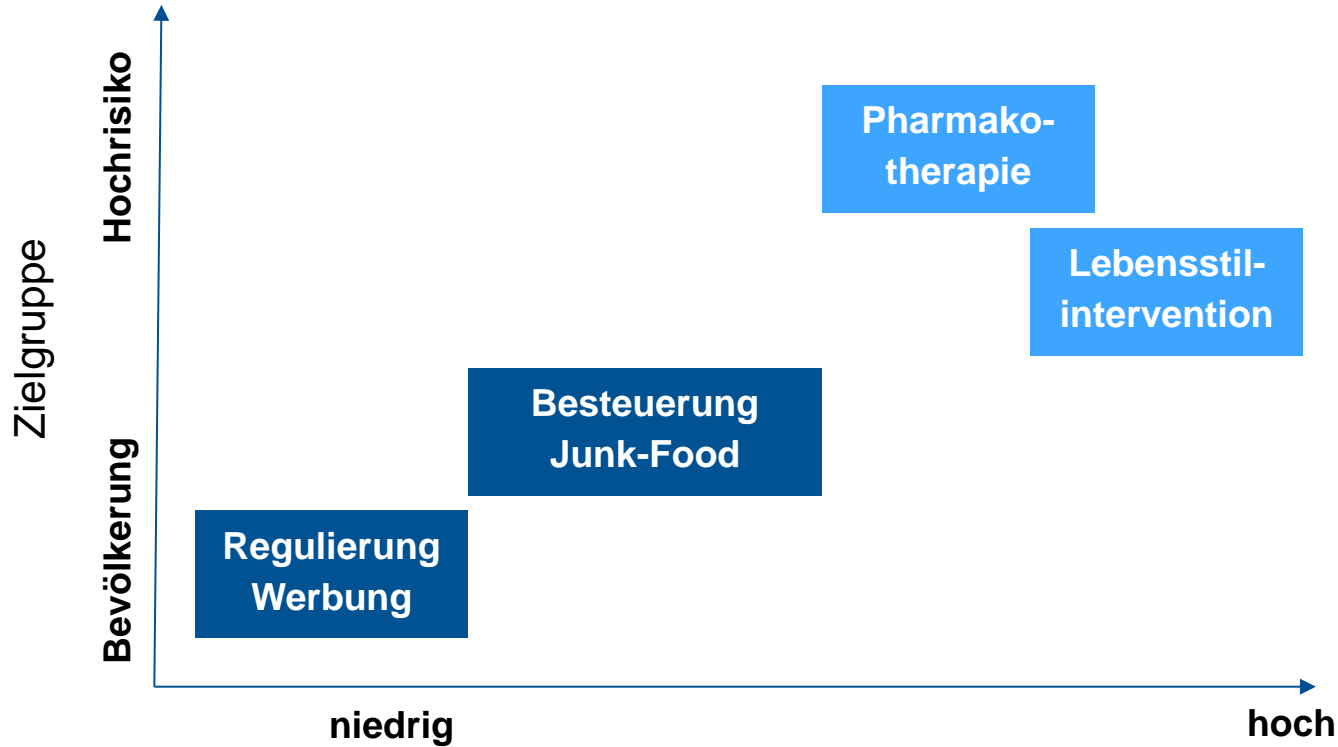 Zielgruppe
Hochrisiko
Bevölkerung
Pharmako-
therapie
Lebensstil-
intervention
Besteuerung
Junk-Food
Regulierung
Werbung
niedrig
hoch